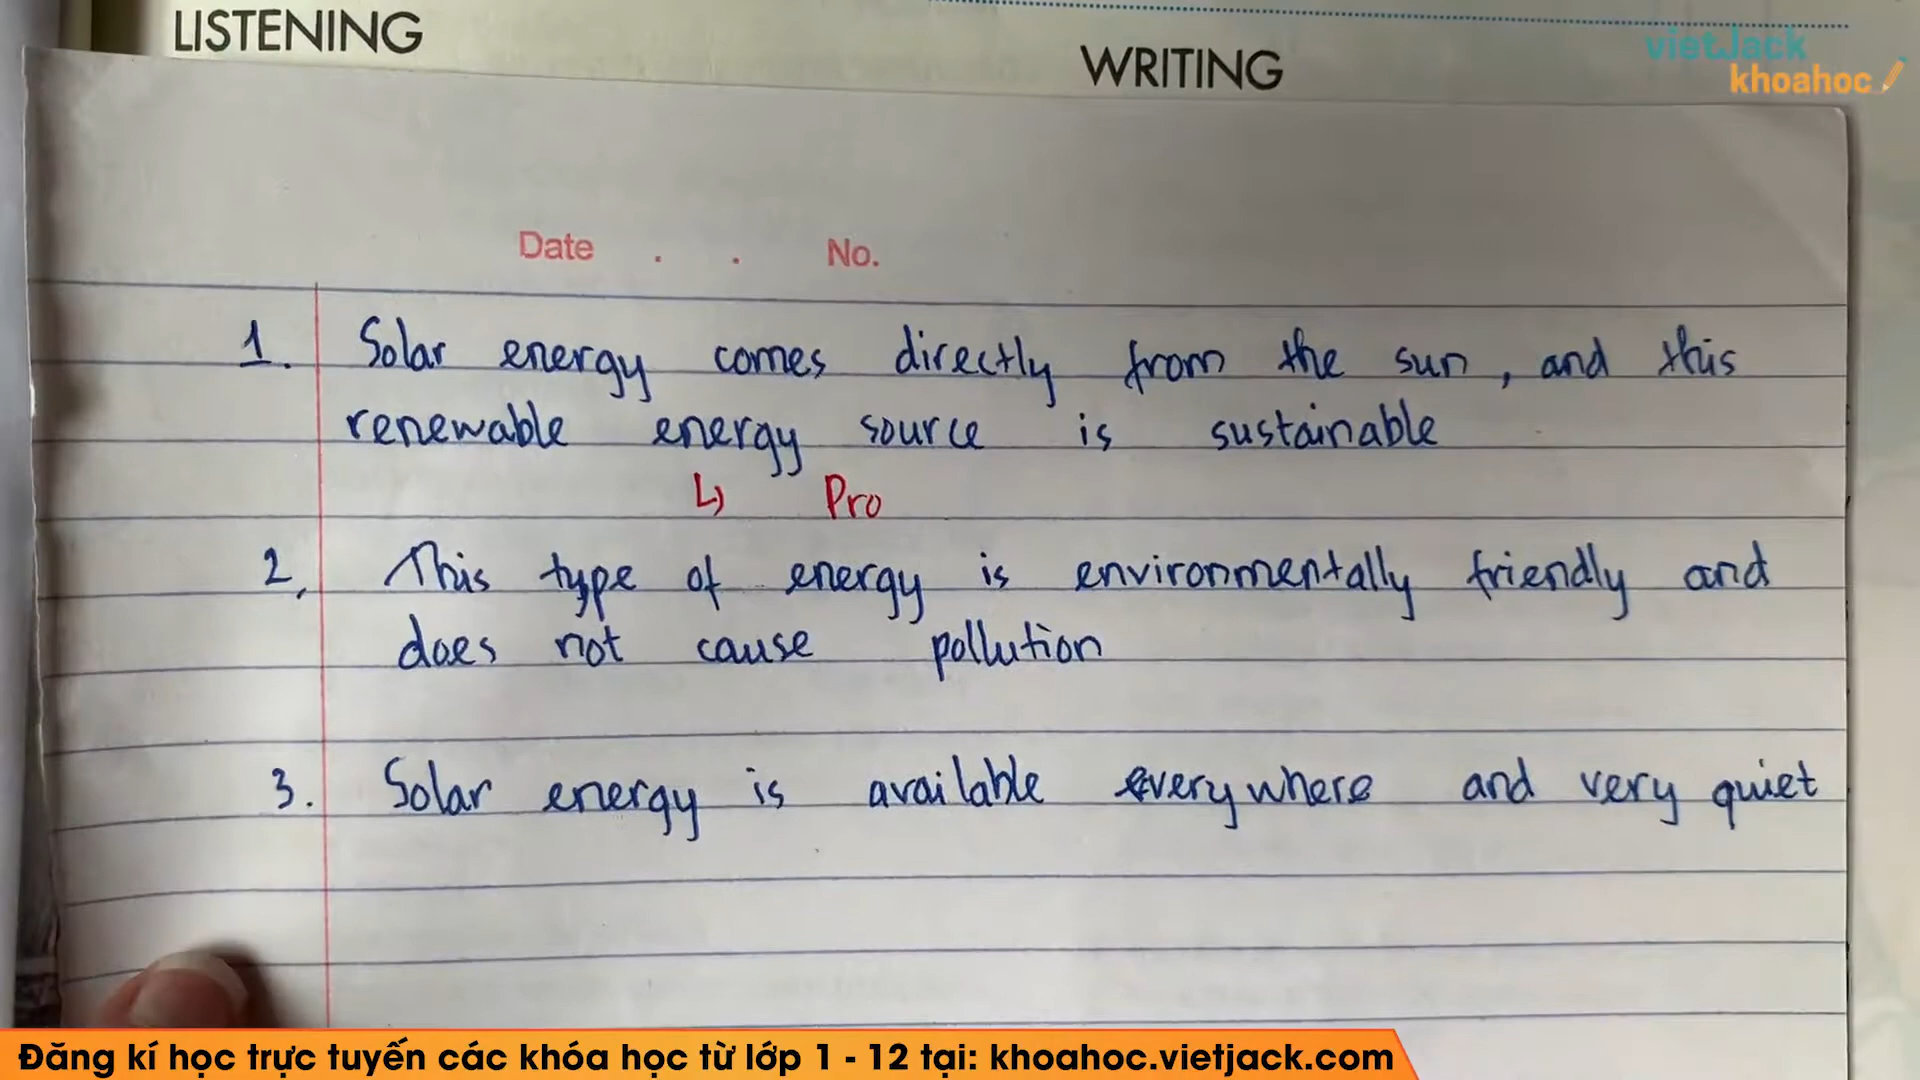 LISTENING
WRITING
vietJack
khoahoc
Date . . No.
1. Solar energy comes directly from the sun, and this
renewable energy source is sustainable
↳ Pro
2, This type of energy is environmentally friendly and
does not cause pollution
3. Solar energy is available everywhere and very quiet
Đăng kí học trực tuyến các khóa học từ lớp 1 - 12 tại: khoahoc.vietjack.com